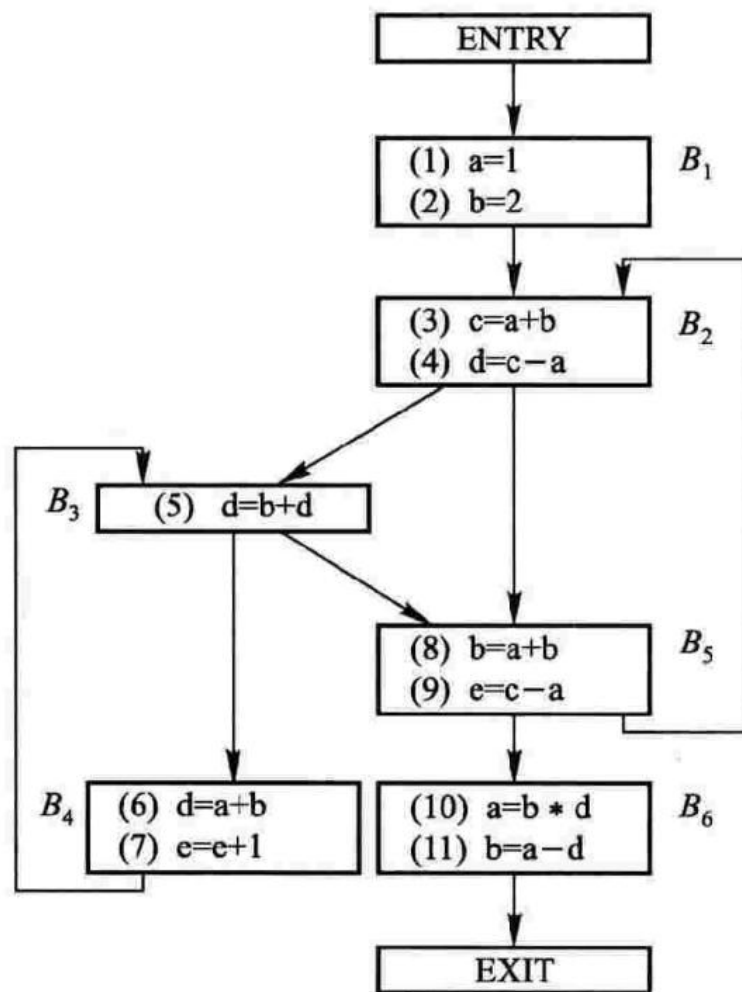 ENTRY
(1) a=1
(2) b=2
B₁
(3) c=a+b
(4) d=c−a
B₂
B₃
(5) d=b+d
(8) b=a+b
(9) e=c−a
B₅
B₄
(6) d=a+b
(7) e=e+1
(10) a=b * d
(11) b=a−d
B₆
EXIT